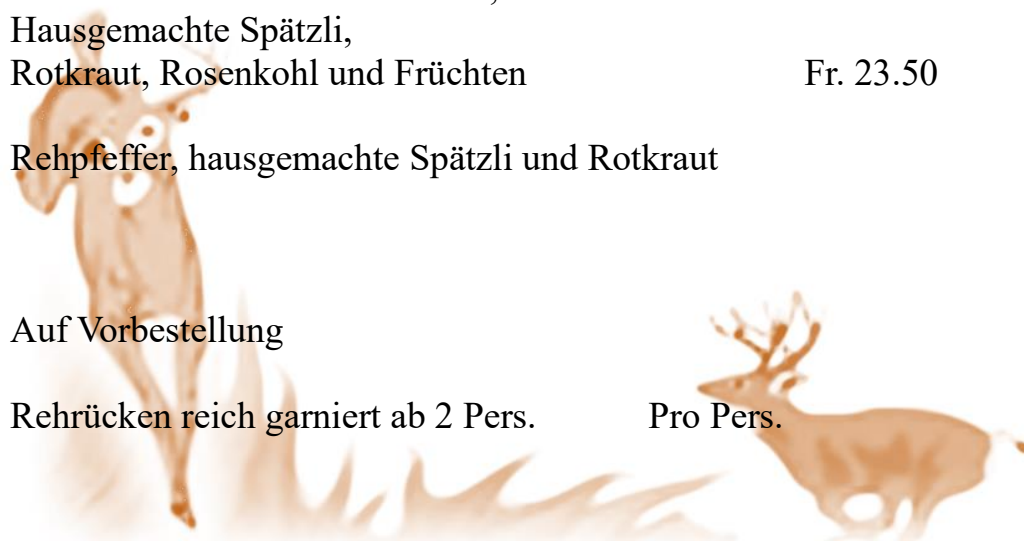 Hausgemachte Spätzli,
Rotkraut, Rosenkohl und Früchten Fr. 23.50
Rehpfeffer, hausgemachte Spätzli und Rotkraut
Auf Vorbestellung
Rehrücken reich garniert ab 2 Pers. Pro Pers.